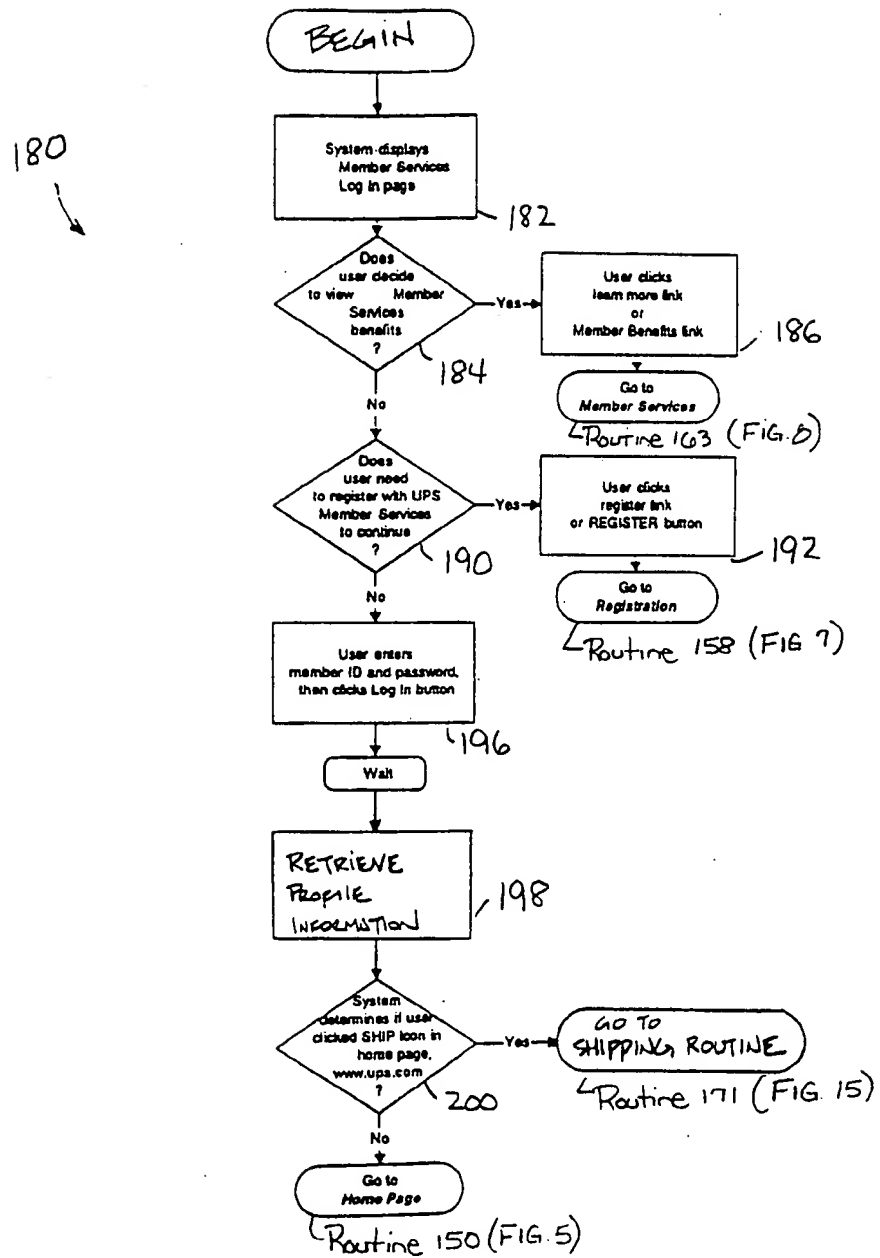 BEGIN
180
System displays
Member Services
Log In page
182
Does
user decide
to view Member
Services
benefits
?
184
Yes
User clicks
learn more link
or
Member Benefits link
186
Go to
Member Services
Routine 163 (FIG. 8)
No
Does
user need
to register with UPS
Member Services
to continue
?
190
Yes
User clicks
register link
or REGISTER button
192
Go to
Registration
Routine 158 (FIG 7)
No
User enters
member ID and password,
then clicks Log In button
196
Wait
RETRIEVE
PROFILE
INFORMATION
198
System
determines if user
clicked SHIP icon in
home page,
www.ups.com
?
200
Yes
GO TO
SHIPPING ROUTINE
Routine 171 (FIG. 15)
No
Go to
Home Page
Routine 150 (FIG. 5)